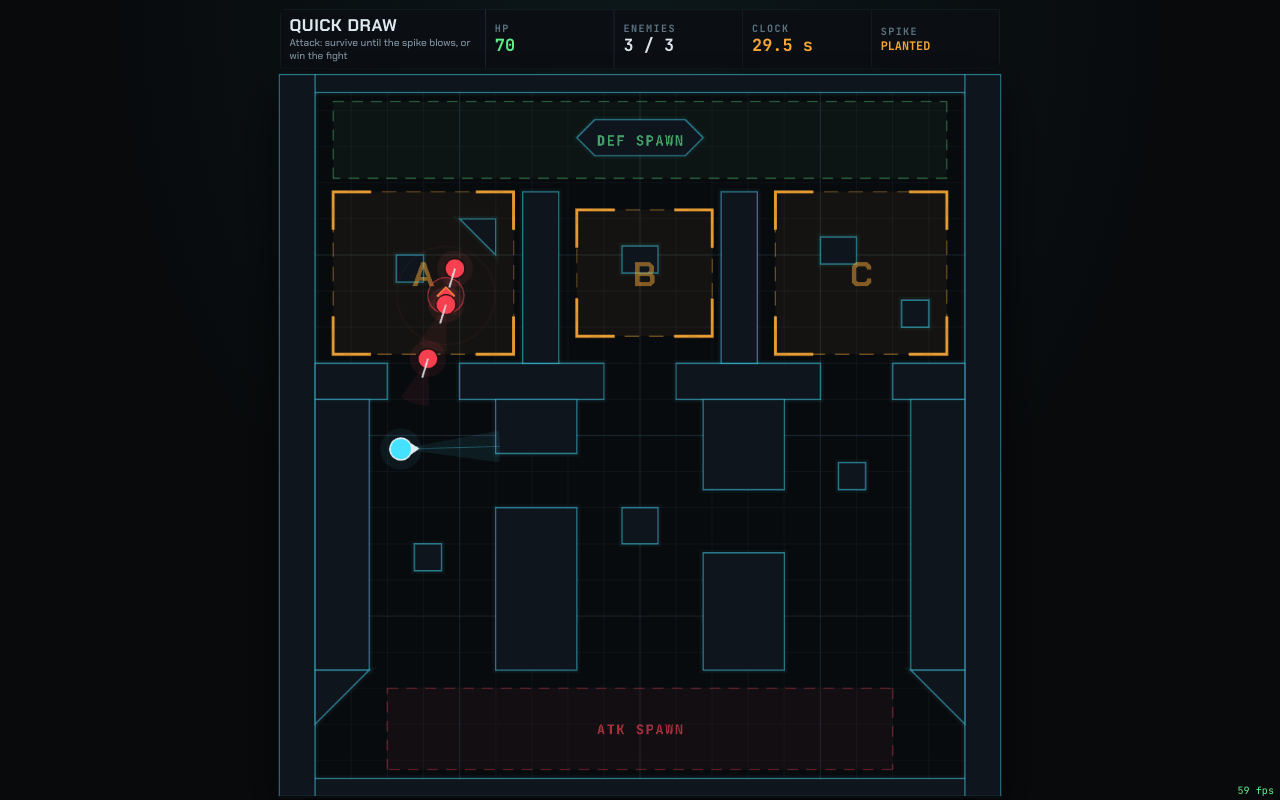 QUICK DRAW
Attack: survive until the spike blows, or
win the fight
HP
70
ENEMIES
3 / 3
CLOCK
29.5 s
SPIKE
PLANTED
DEF SPAWN
A
B
C
ATK SPAWN
59 fps